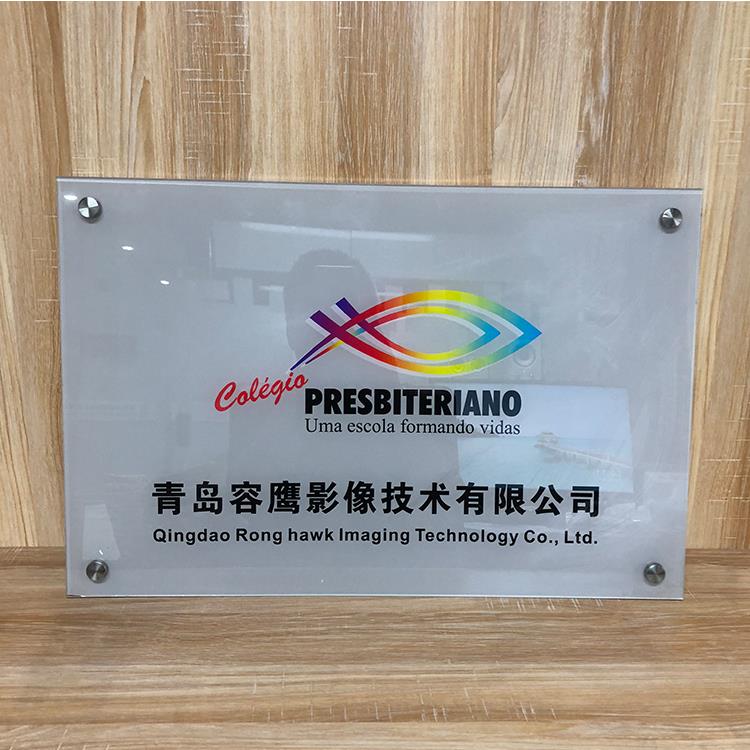 Colégio
PRESBITERIANO
Uma escola formando vidas
青岛容鹰影像技术有限公司
Qingdao Rong hawk Imaging Technology Co., Ltd.